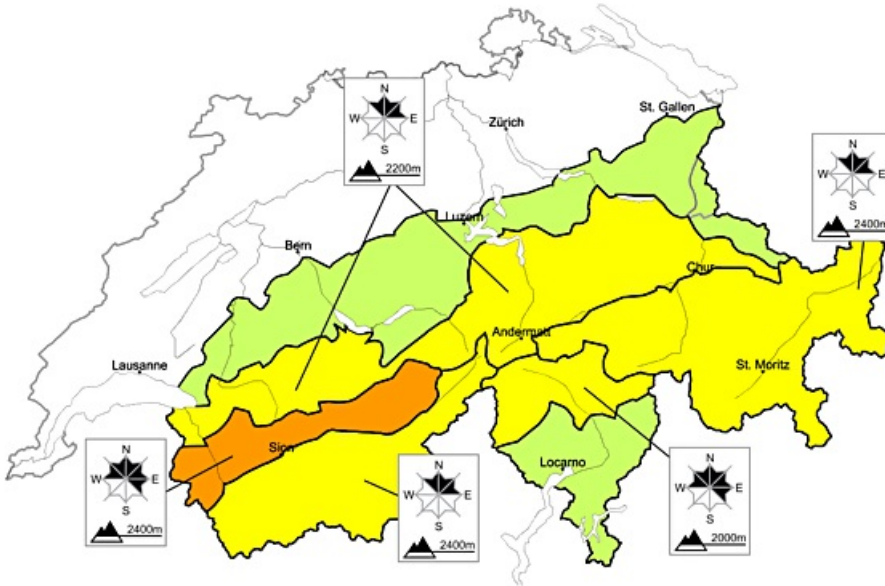 St. Gallen
N
W E
S
2200m
Zürich
N
W E
S
2400m
Luzern
Bern
Chur
Andermatt
Lausanne
St. Moritz
Sion
Locarno
N
W E
S
2400m
N
W E
S
2400m
N
W E
S
2000m